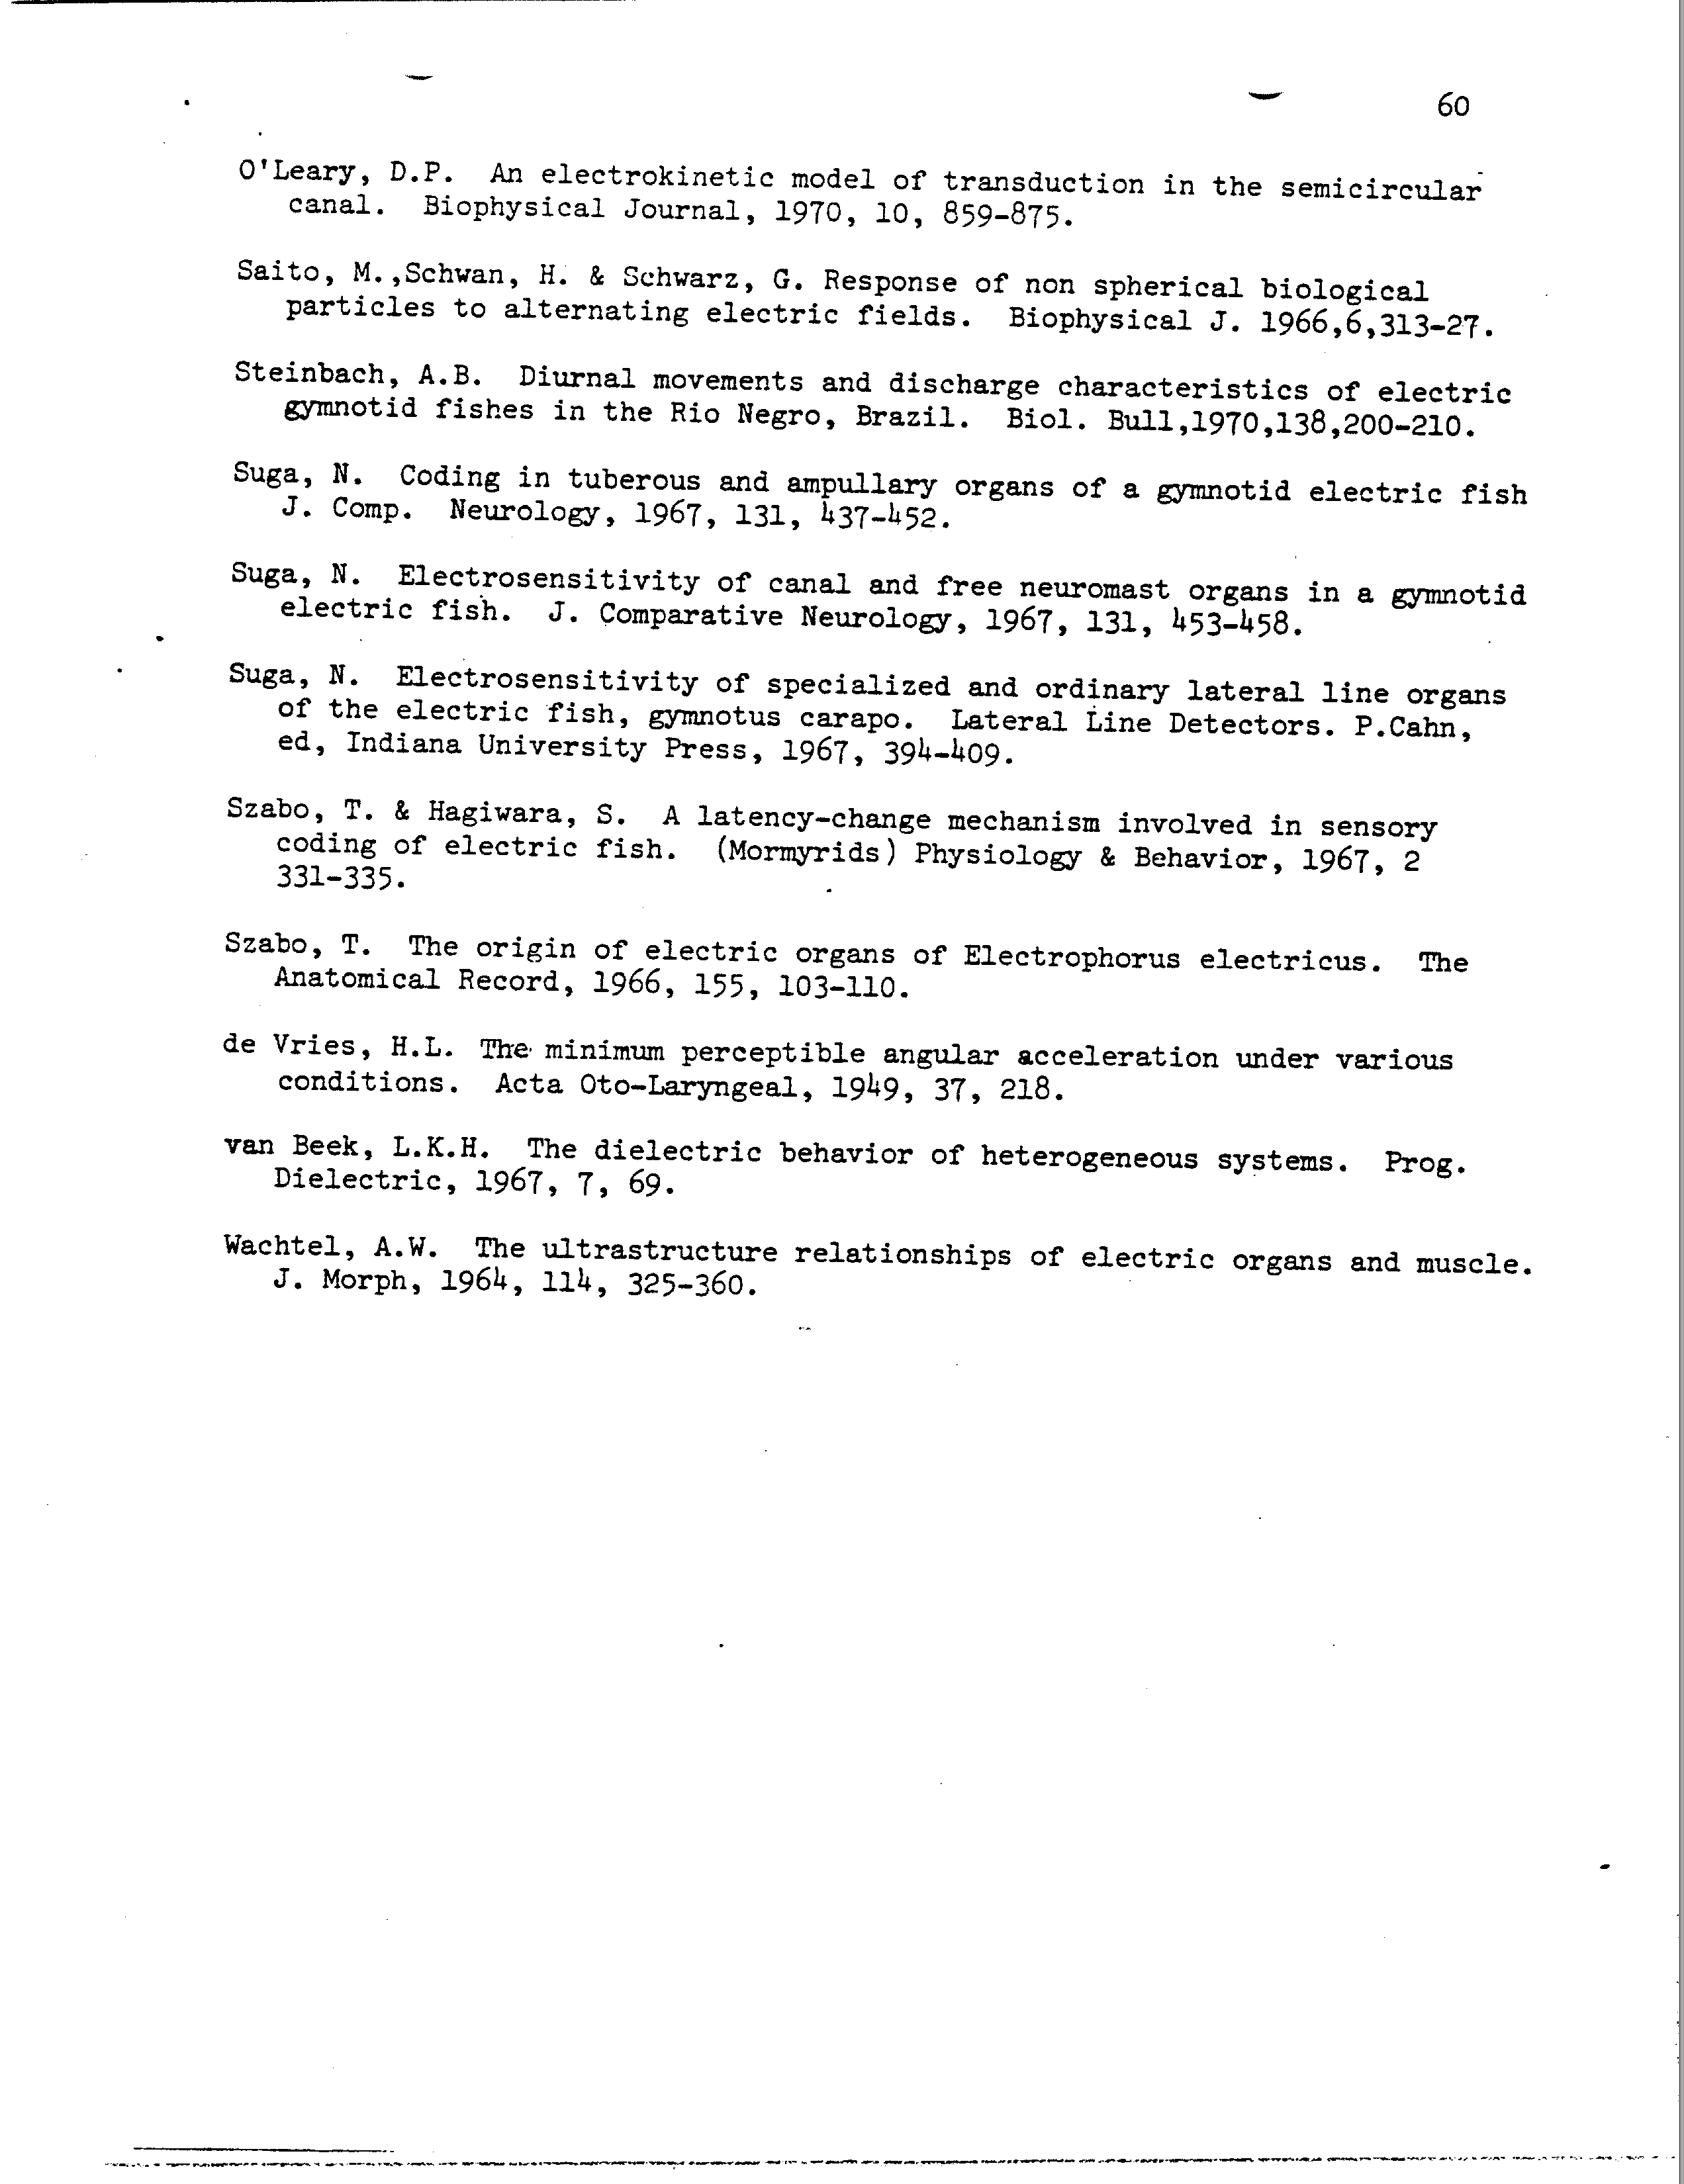 60
O'Leary, D.P. An electrokinetic model of transduction in the semicircular
canal. Biophysical Journal, 1970, 10, 859-875.
Saito, M.,Schwan, H. & Schwarz, G. Response of non spherical biological
particles to alternating electric fields. Biophysical J. 1966,6,313-27.
Steinbach, A.B. Diurnal movements and discharge characteristics of electric
gymnotid fishes in the Rio Negro, Brazil. Biol. Bull,1970,138,200-210.
Suga, N. Coding in tuberous and ampullary organs of a gymnotid electric fish
J. Comp. Neurology, 1967, 131, 437-452.
Suga, N. Electrosensitivity of canal and free neuromast organs in a gymnotid
electric fish. J. Comparative Neurology, 1967, 131, 453-458.
Suga, N. Electrosensitivity of specialized and ordinary lateral line organs
of the electric fish, gymnotus carapo. Lateral Line Detectors. P.Cahn,
ed, Indiana University Press, 1967, 394-409.
Szabo, T. & Hagiwara, S. A latency-change mechanism involved in sensory
coding of electric fish. (Mormyrids) Physiology & Behavior, 1967, 2
331-335.
Szabo, T. The origin of electric organs of Electrophorus electricus. The
Anatomical Record, 1966, 155, 103-110.
de Vries, H.L. The minimum perceptible angular acceleration under various
conditions. Acta Oto-Laryngeal, 1949, 37, 218.
van Beek, L.K.H. The dielectric behavior of heterogeneous systems. Prog.
Dielectric, 1967, 7, 69.
Wachtel, A.W. The ultrastructure relationships of electric organs and muscle.
J. Morph, 1964, 114, 325-360.